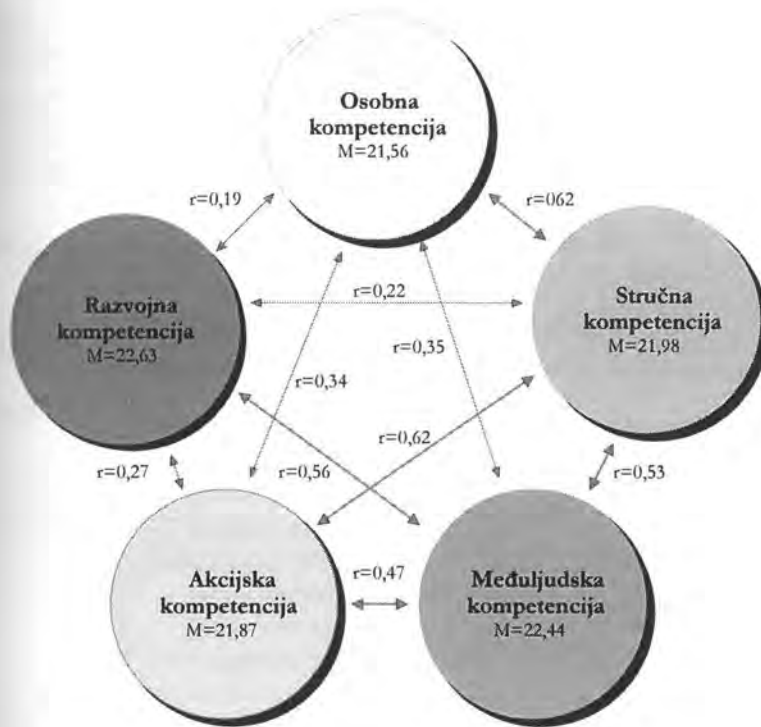 Osobna
kompetencija
M=21,56
r=0,19
r=062
Razvojna
kompetencija
M=22,63
r=0,22
Stručna
kompetencija
M=21,98
r=0,35
r=0,34
r=0,62
r=0,27
r=0,56
r=0,53
Akcijska
kompetencija
M=21,87
r=0,47
Međuljudska
kompetencija
M=22,44